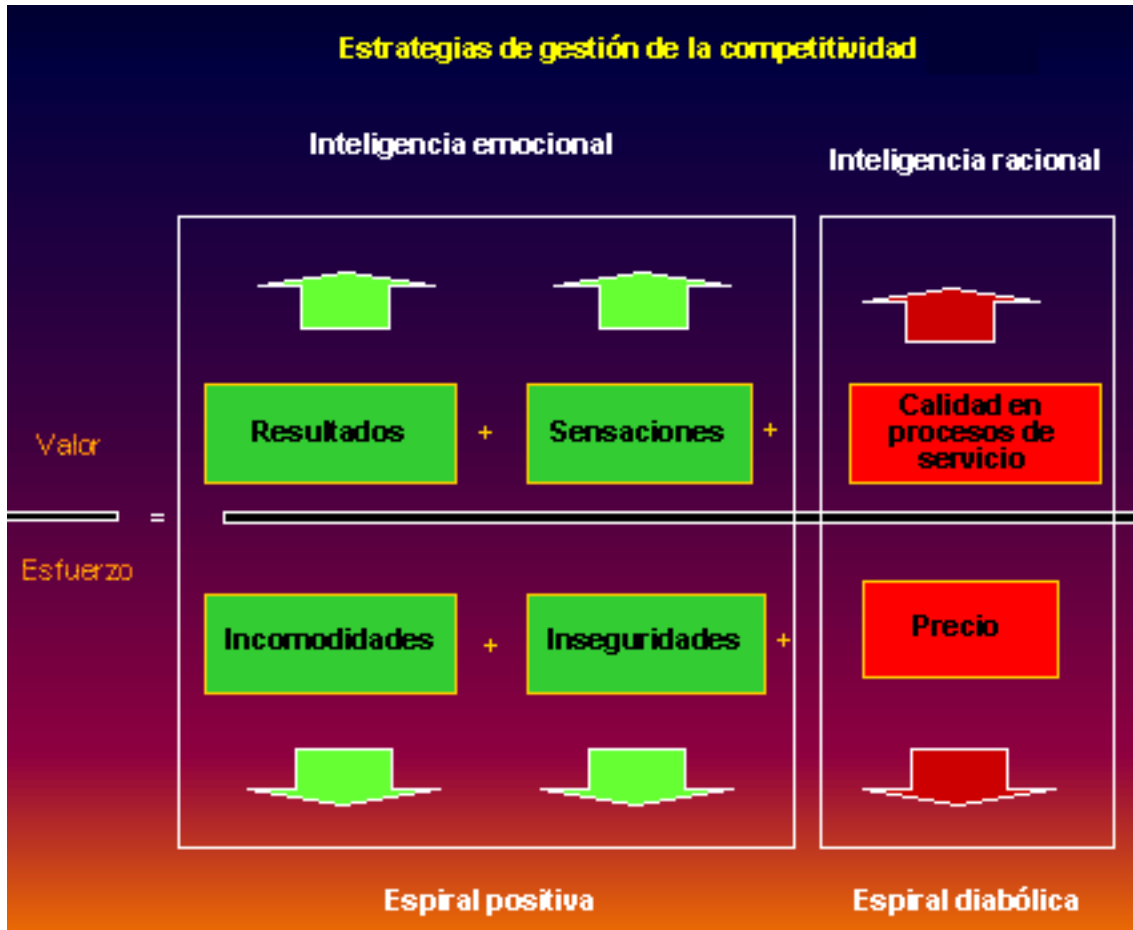 Estrategias de gestión de la competitividad
Inteligencia emocional
Inteligencia racional
Resultados + Sensaciones +
Calidad en
procesos de
servicio
Valor
=
Esfuerzo
Incomodidades + Inseguridades +
Precio
Espiral positiva
Espiral diabólica